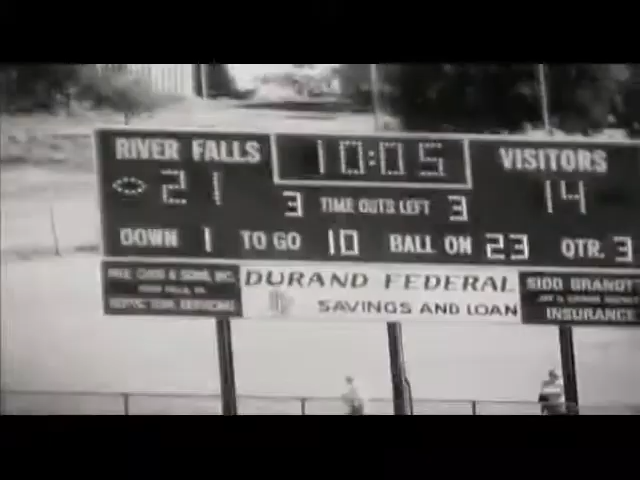 RIVER FALLS 10:05 VISITORS
21 3 TIME OUTS LEFT 3 14
DOWN 1 TO GO 10 BALL ON 23 QTR. 3
DURAND FEDERAL
SAVINGS AND LOAN
INSURANCE